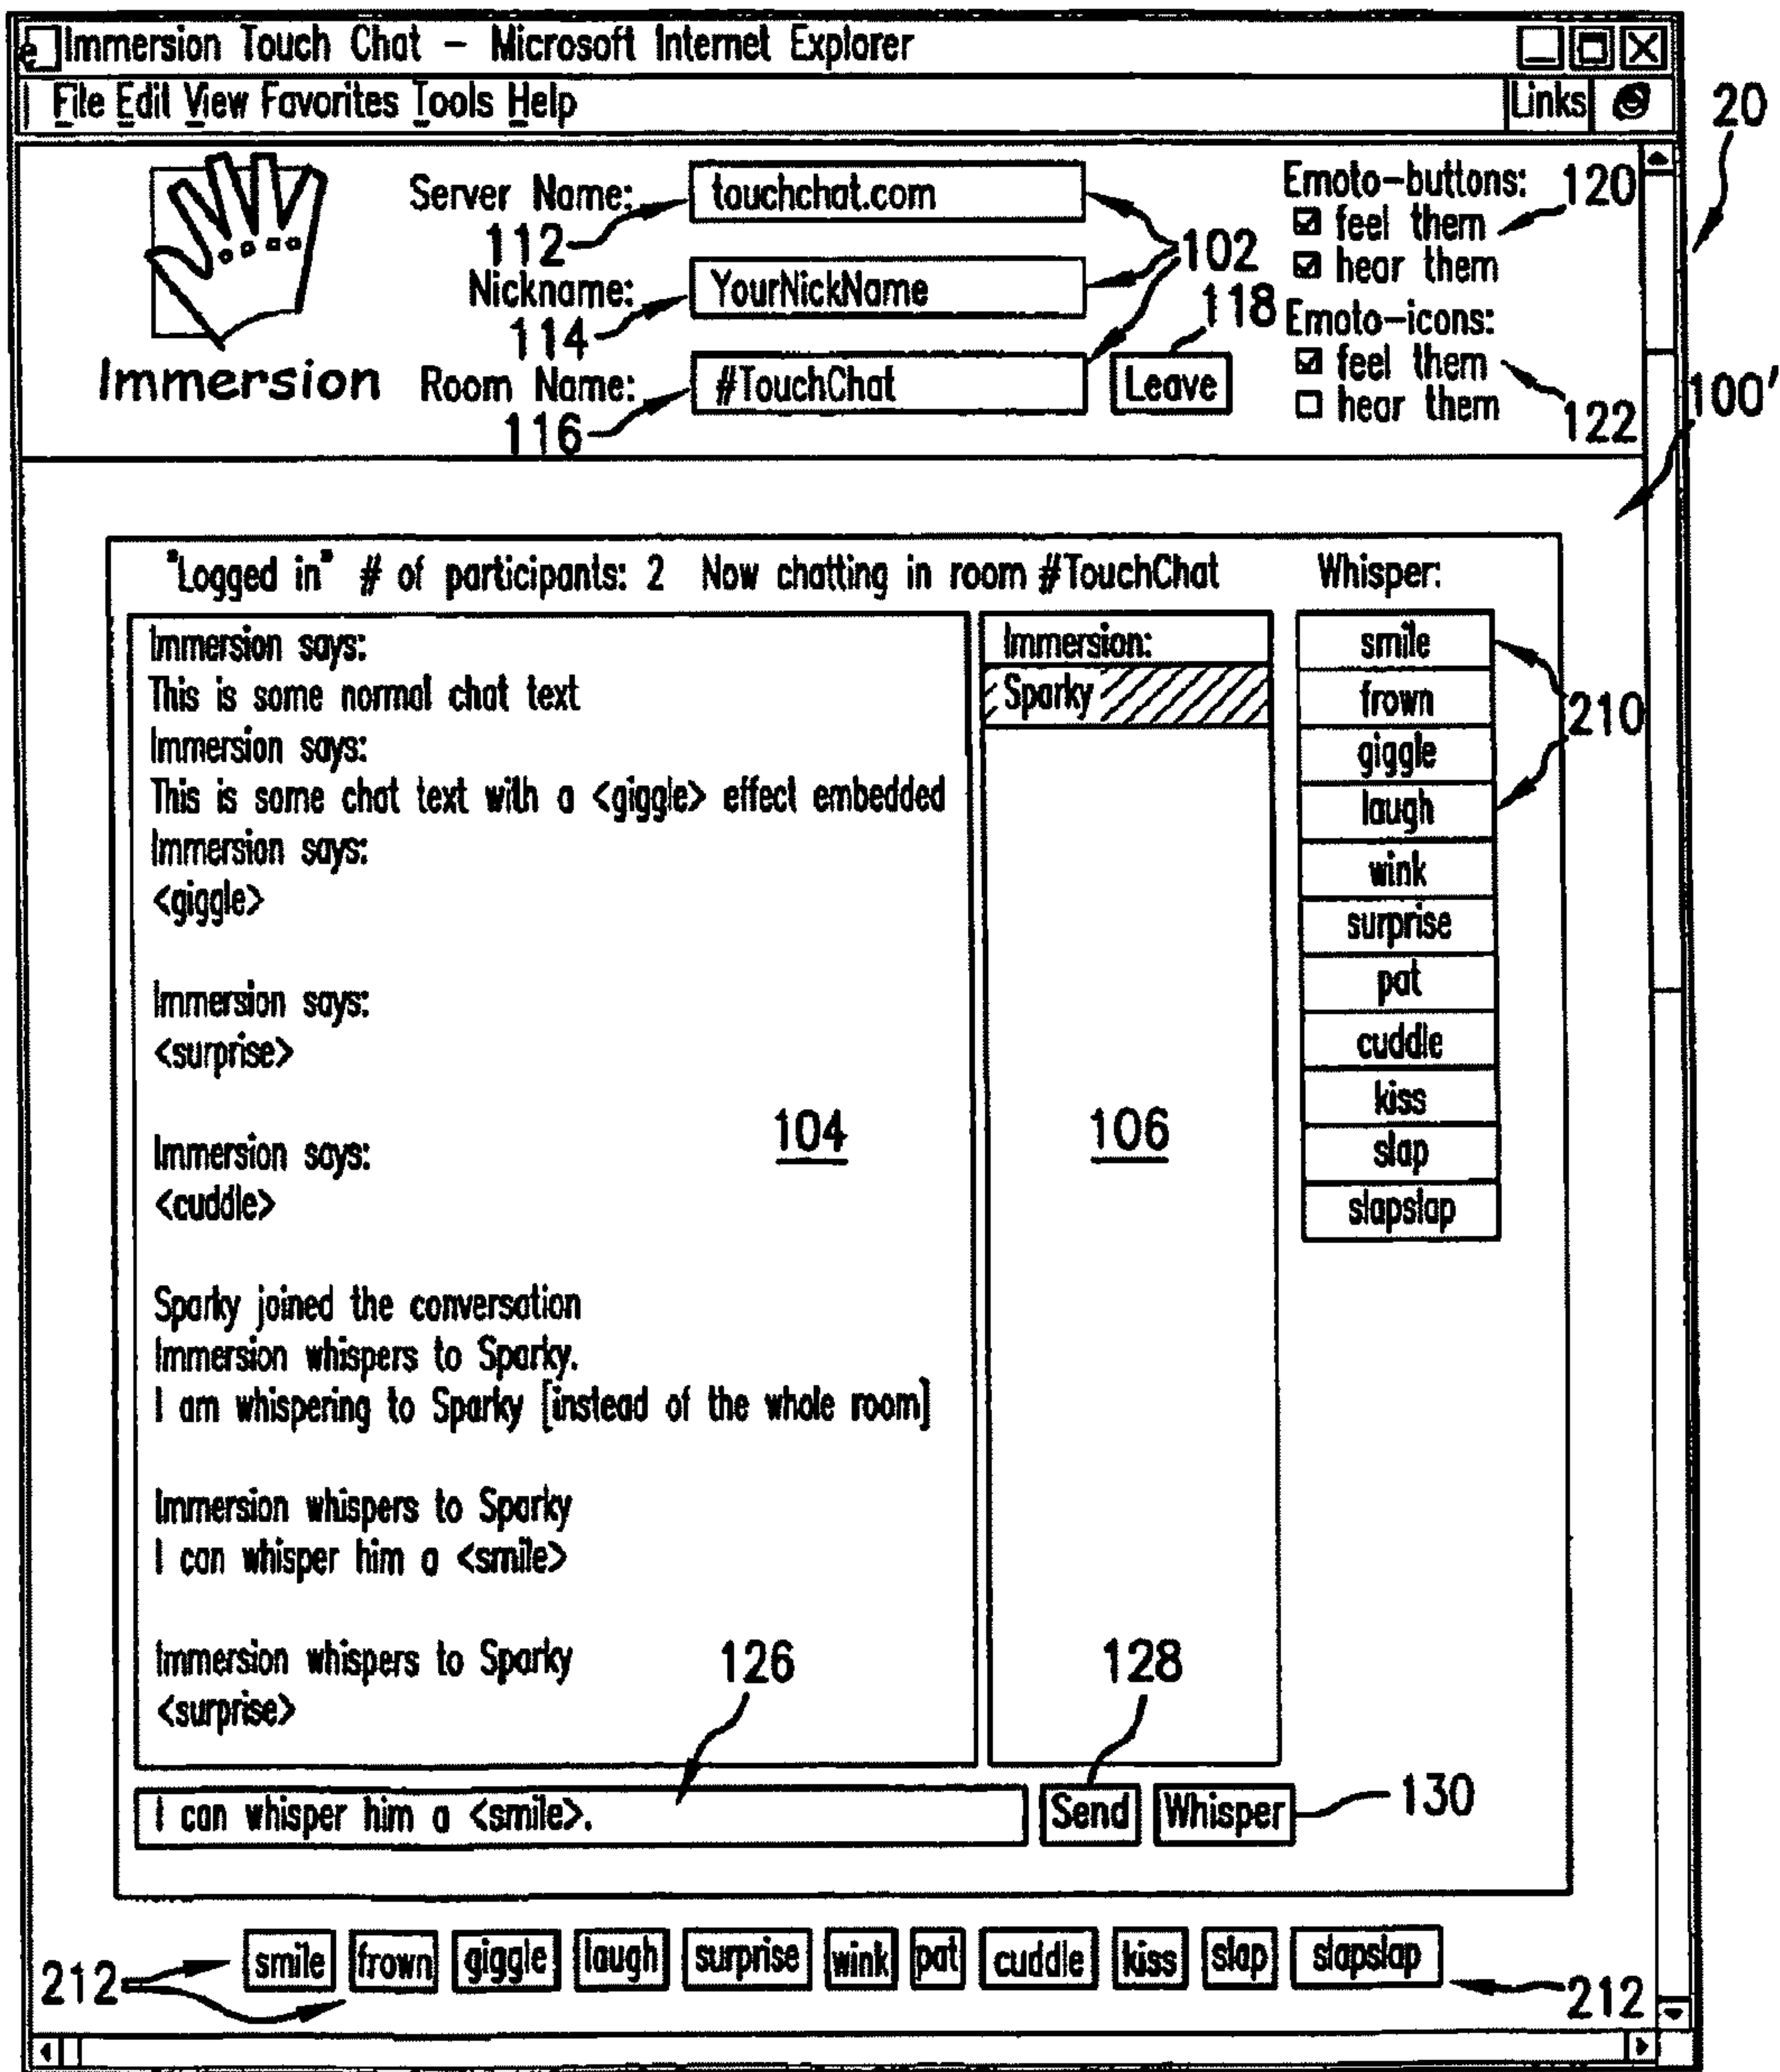 Immersion Touch Chat – Microsoft Internet Explorer
File Edit View Favorites Tools Help Links
20
Server Name: touchchat.com
112
Nickname: YourNickName
114
102
118
Immersion
Room Name: #TouchChat Leave
116
Emoto-buttons: 120
feel them
hear them
Emoto-icons:
feel them
hear them 122
100'
"Logged in" # of participants: 2 Now chatting in room #TouchChat Whisper:
Immersion says:
This is some normal chat text
Immersion says:
This is some chat text with a <giggle> effect embedded
Immersion says:
<giggle>
Immersion says:
<surprise>
Immersion says:
<cuddle>
Sparky joined the conversation
Immersion whispers to Sparky.
I am whispering to Sparky [instead of the whole room]
Immersion whispers to Sparky
I can whisper him a <smile>
Immersion whispers to Sparky
<surprise>
104
Immersion:
Sparky
106
smile
frown
giggle
laugh
wink
surprise
pat
cuddle
kiss
slap
slapslap
210
126
128
I can whisper him a <smile>. Send Whisper 130
212 smile frown giggle laugh surprise wink pat cuddle kiss slap slapslap 212